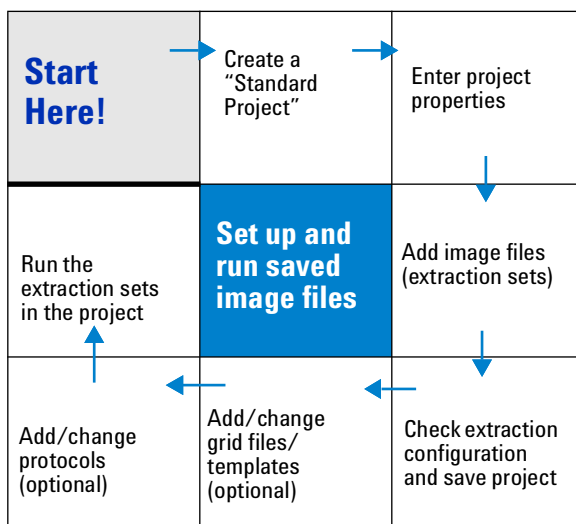 Start
Here!
Create a
“Standard
Project”
Enter project
properties
Run the
extraction sets
in the project
Set up and
run saved
image files
Add image files
(extraction sets)
Add/change
protocols
(optional)
Add/change
grid files/
templates
(optional)
Check extraction
configuration
and save project